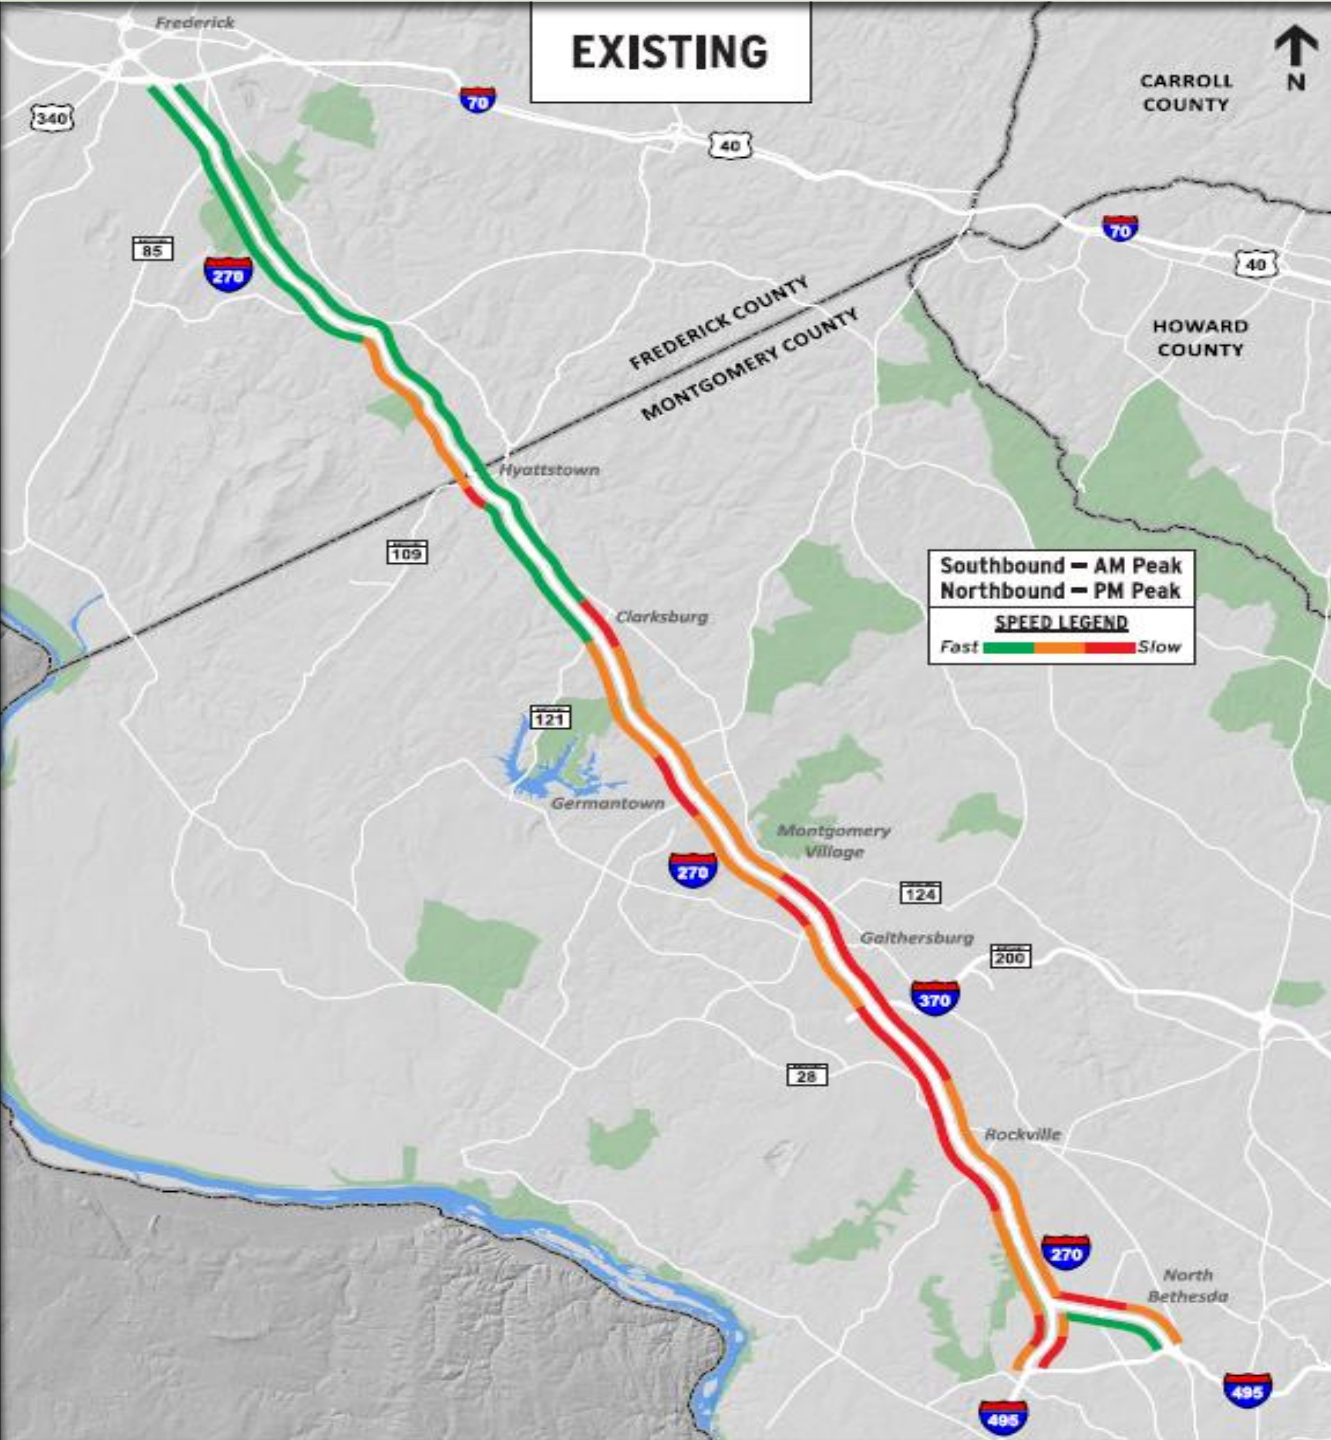 EXISTING
Frederick
N
CARROLL
COUNTY
70
340
40
85
270
70
40
FREDERICK COUNTY
MONTGOMERY COUNTY
HOWARD
COUNTY
Hyattstown
109
Southbound – AM Peak
Northbound – PM Peak
SPEED LEGEND
Fast Slow
Clarksburg
121
Germantown
Montgomery
Village
270
124
Gaithersburg
200
370
28
Rockville
270
North
Bethesda
495
495